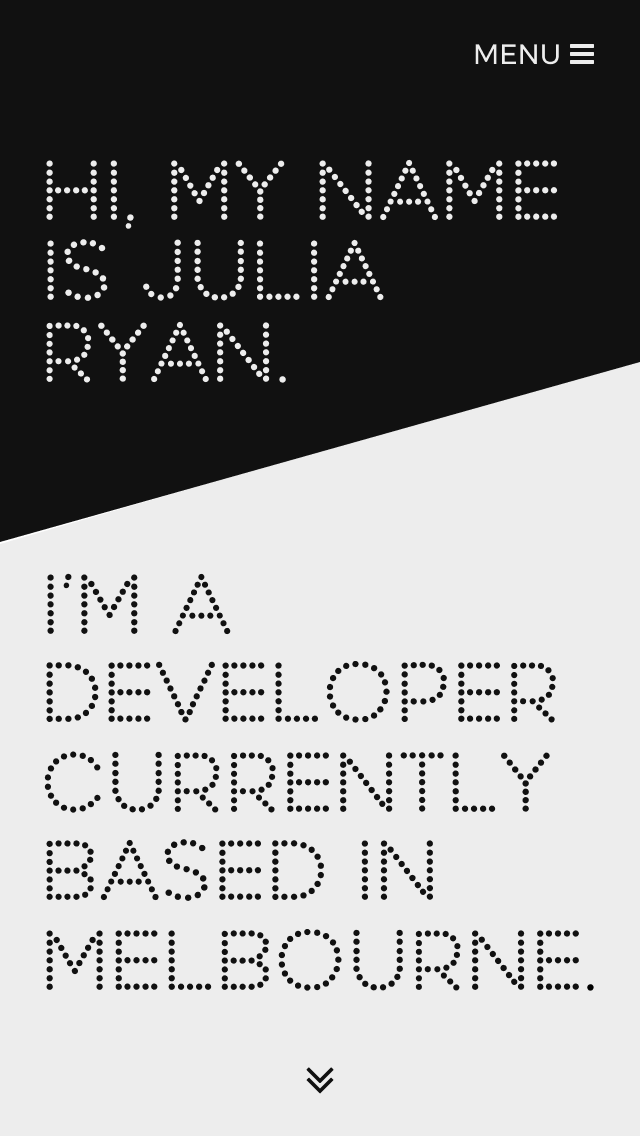 MENU
HI, MY NAME
IS JULIA
RYAN.
I'M A
DEVELOPER
CURRENTLY
BASED IN
MELBOURNE.